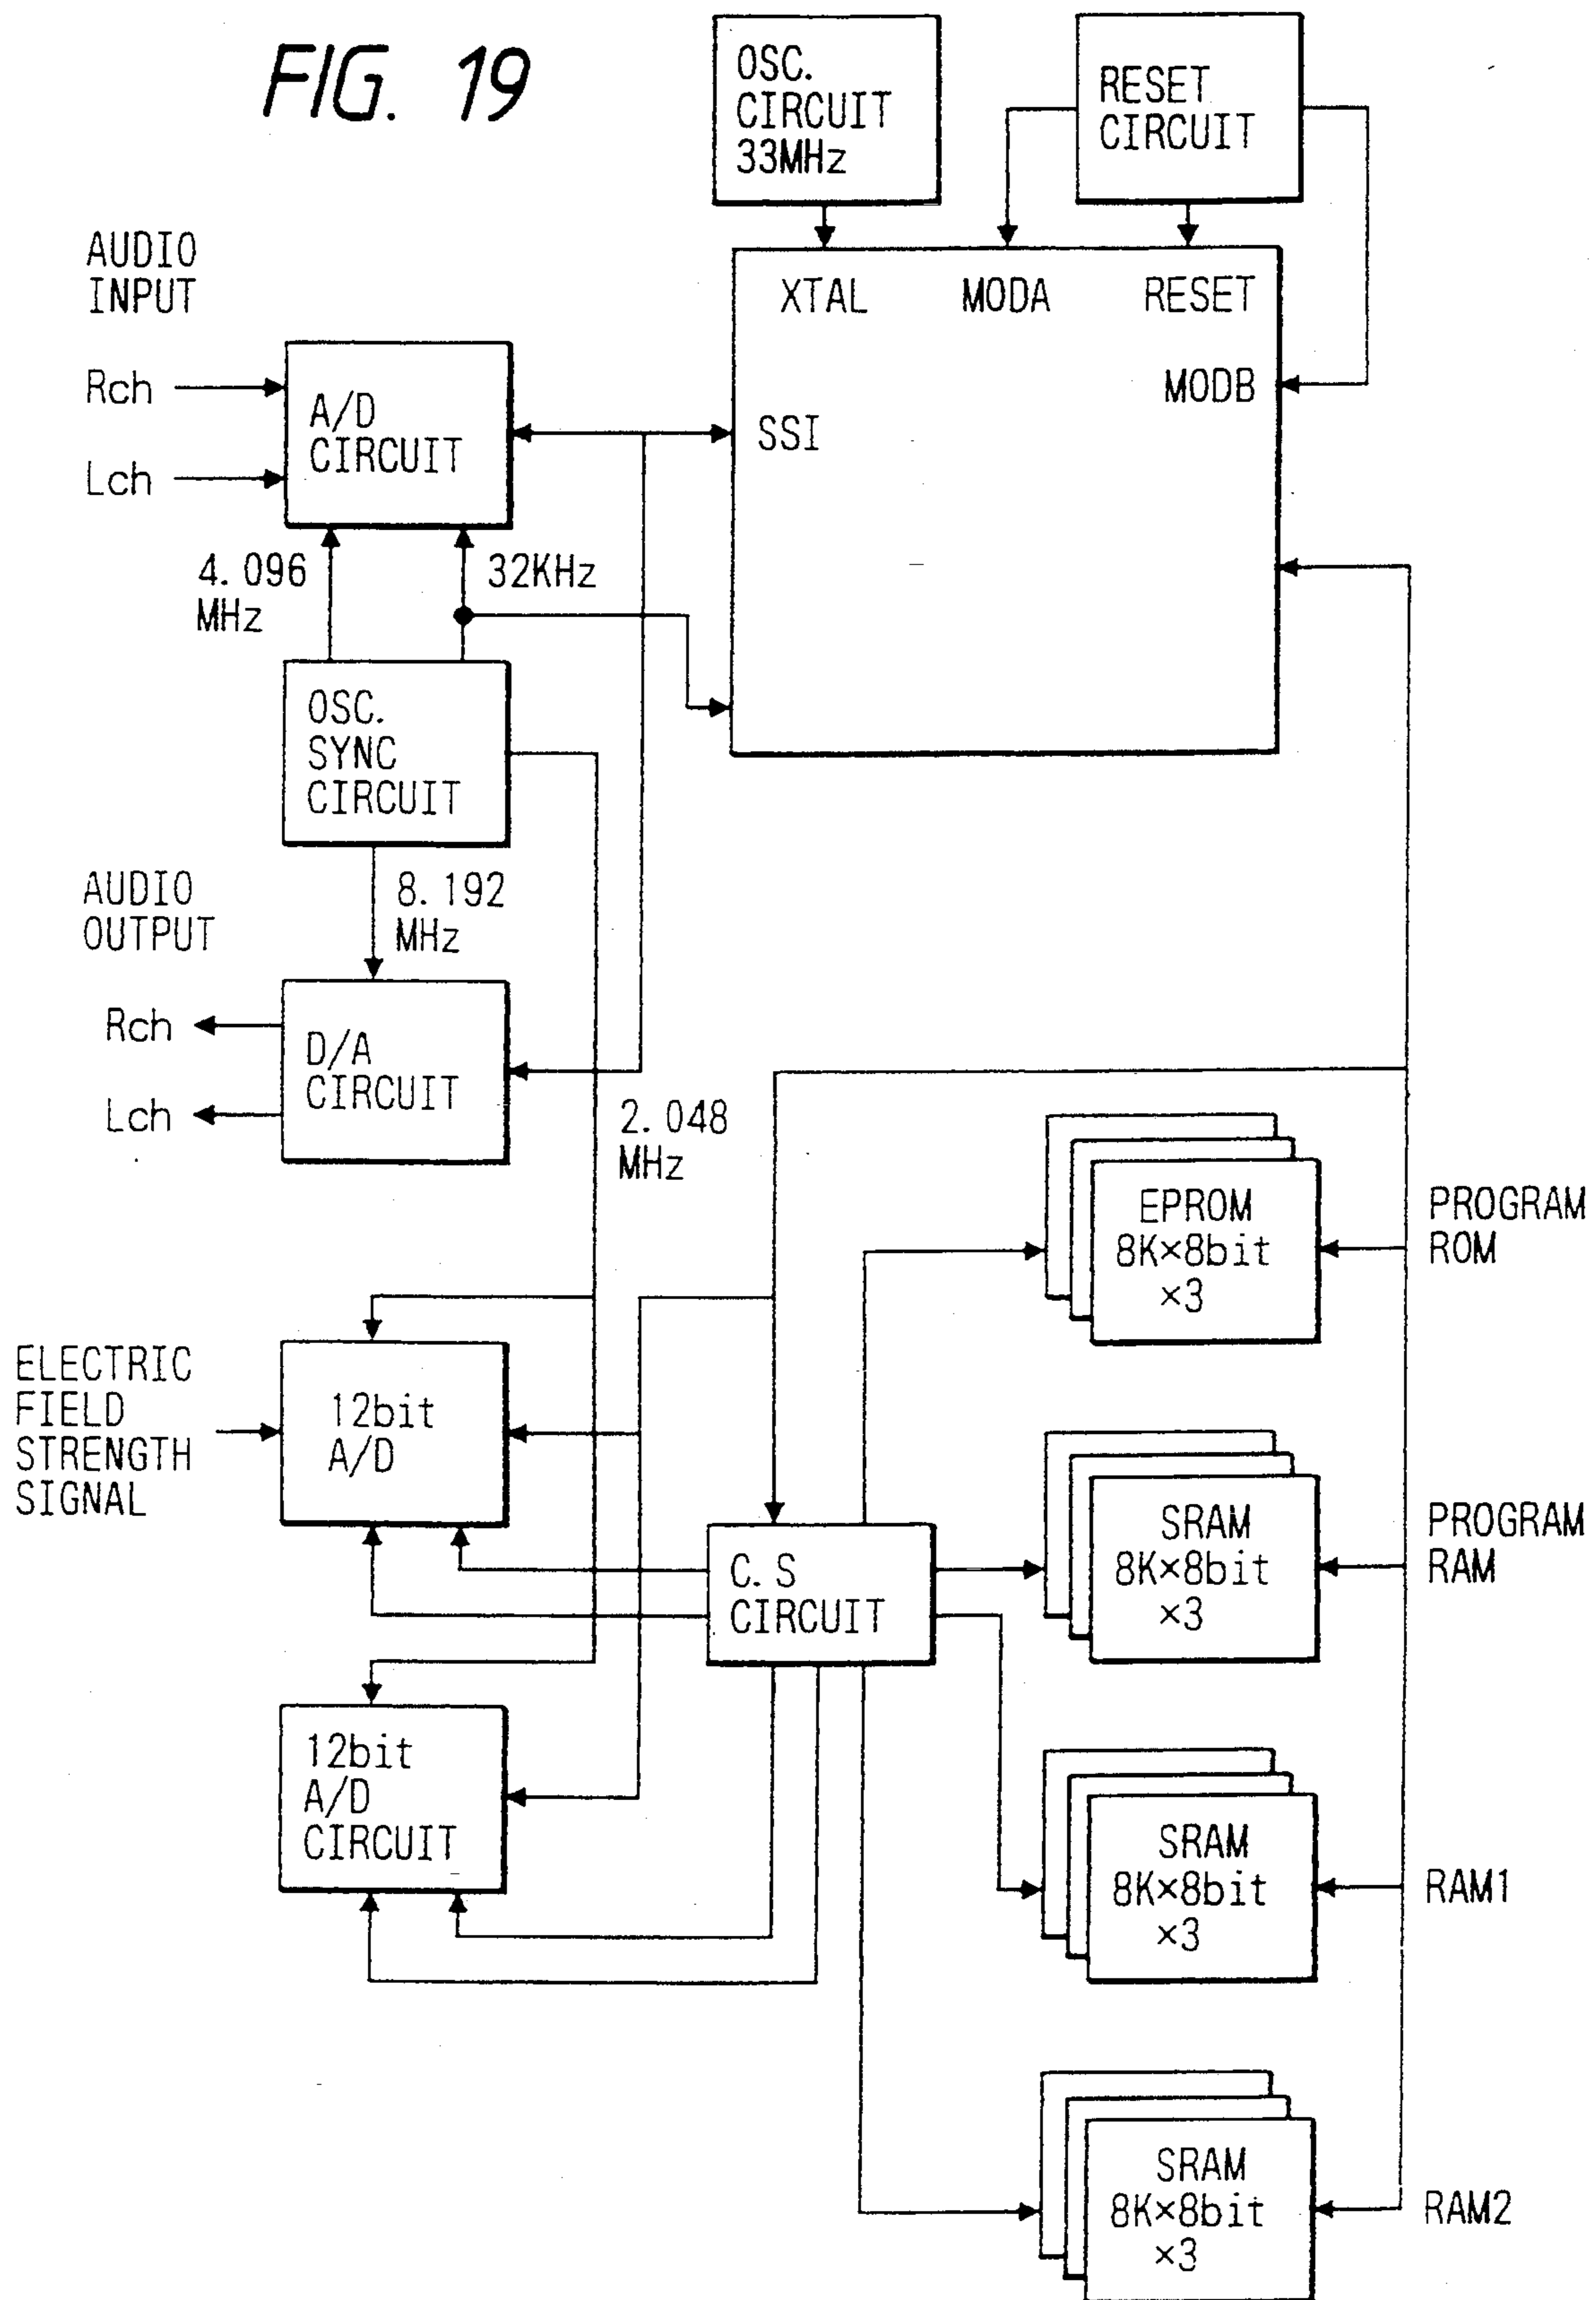 FIG. 19
OSC.
CIRCUIT
33MHz
RESET
CIRCUIT
AUDIO
INPUT
XTAL
MODA
RESET
MODB
SSI
Rch
Lch
A/D
CIRCUIT
4.096
MHz
32KHz
OSC.
SYNC
CIRCUIT
AUDIO
OUTPUT
8.192
MHz
Rch
Lch
D/A
CIRCUIT
2.048
MHz
EPROM
8K×8bit
×3
PROGRAM
ROM
ELECTRIC
FIELD
STRENGTH
SIGNAL
12bit
A/D
C.S
CIRCUIT
SRAM
8K×8bit
×3
PROGRAM
RAM
12bit
A/D
CIRCUIT
SRAM
8K×8bit
×3
RAM1
SRAM
8K×8bit
×3
RAM2